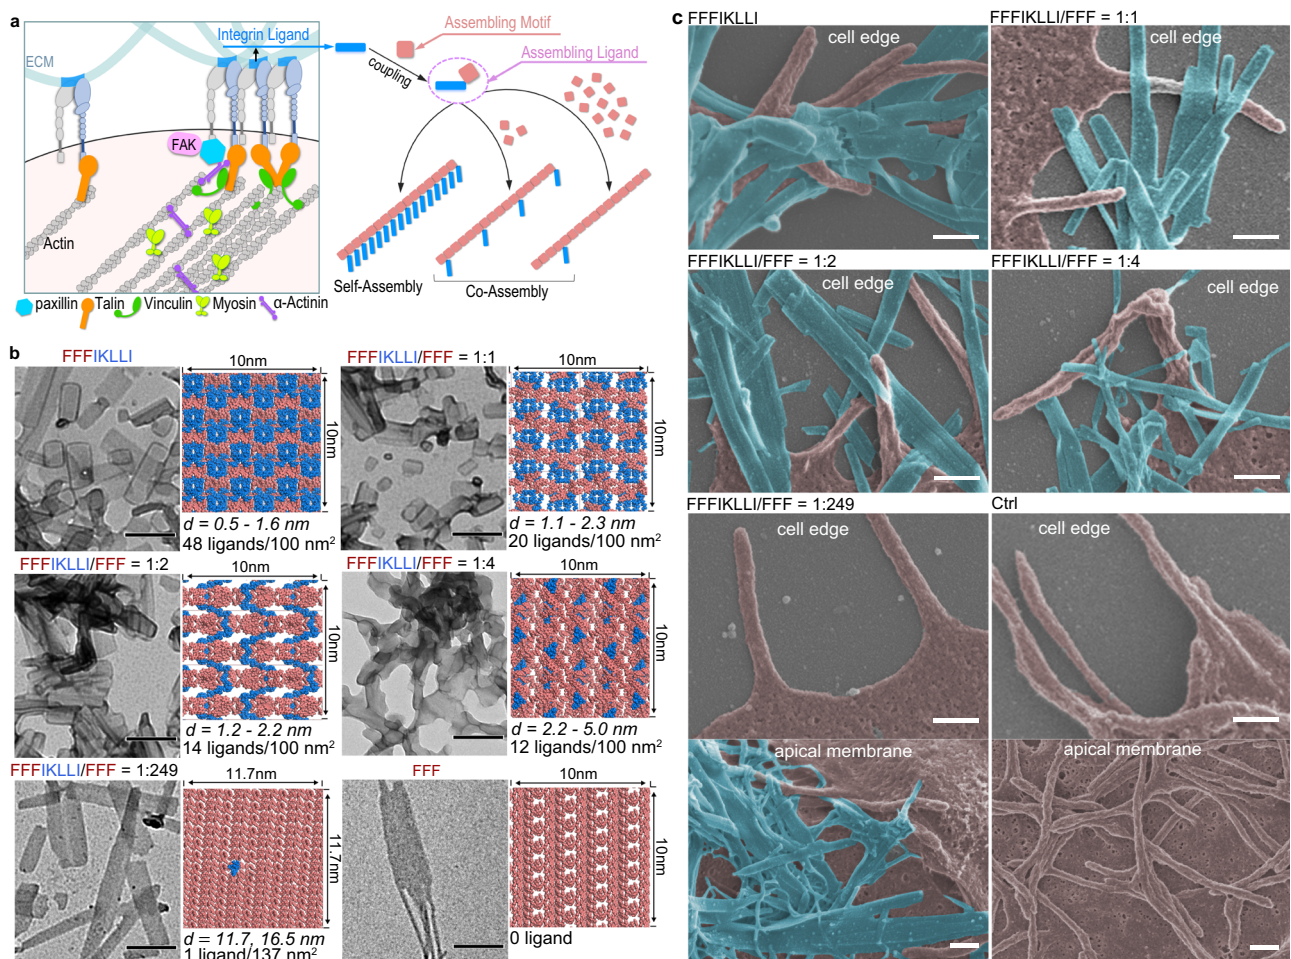 a
Integrin Ligand
ECM
FAK
Actin
paxillin
Talin
Vinculin
Myosin
α-Actinin
Assembling Motif
Assembling Ligand
coupling
Self-Assembly
Co-Assembly
b
FFFIKLLI
10nm
10nm
d = 0.5 - 1.6 nm
48 ligands/100 nm²
FFFIKLLI/FFF = 1:1
10nm
10nm
d = 1.1 - 2.3 nm
20 ligands/100 nm²
FFFIKLLI/FFF = 1:2
10nm
10nm
d = 1.2 - 2.2 nm
14 ligands/100 nm²
FFFIKLLI/FFF = 1:4
10nm
10nm
d = 2.2 - 5.0 nm
12 ligands/100 nm²
FFFIKLLI/FFF = 1:249
11.7nm
11.7nm
d = 11.7, 16.5 nm
1 ligand/137 nm²
FFF
10nm
10nm
0 ligand
c
FFFIKLLI
cell edge
FFFIKLLI/FFF = 1:1
cell edge
FFFIKLLI/FFF = 1:2
cell edge
FFFIKLLI/FFF = 1:4
cell edge
FFFIKLLI/FFF = 1:249
cell edge
Ctrl
cell edge
apical membrane
apical membrane